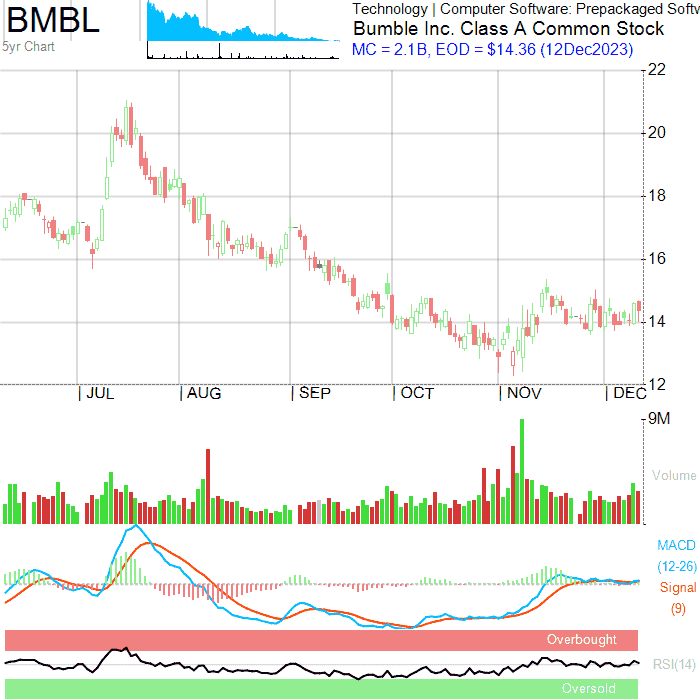 BMBL
5yr Chart
Technology | Computer Software: Prepackaged Softw
Bumble Inc. Class A Common Stock
MC = 2.1B, EOD = $14.36 (12Dec2023)
22
20
18
16
14
12
| JUL | AUG | SEP | OCT | NOV | DEC
9M
Volume
MACD
(12-26)
Signal
(9)
Overbought
RSI(14)
Oversold